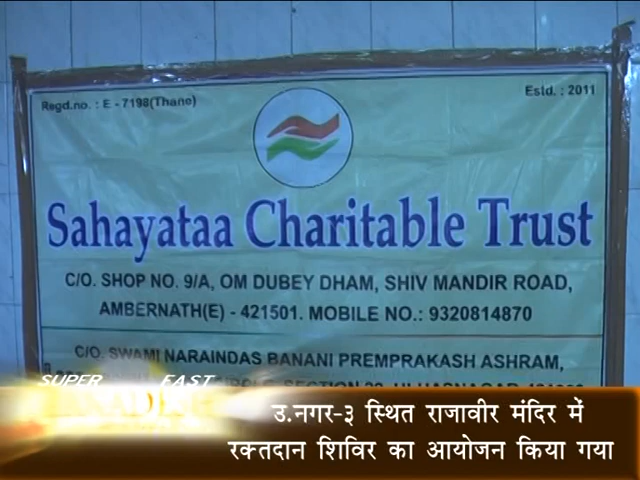 Regd.no. : E - 7198(Thane)
Estd. : 2011
Sahayataa Charitable Trust
C/O. SHOP NO. 9/A, OM DUBEY DHAM, SHIV MANDIR ROAD,
AMBERNATH(E) - 421501. MOBILE NO.: 9320814870
C/O. SWAMI NARAINDAS BANANI PREMPRAKASH ASHRAM,
SECTION
SUPER FAST
उ.नगर-३ स्थित राजावीर मंदिर में
रक्तदान शिविर का आयोजन किया गया